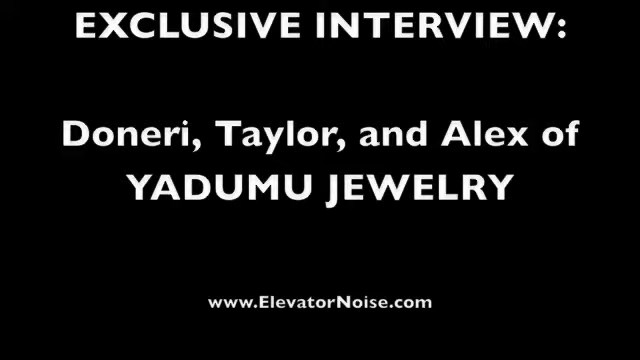 EXCLUSIVE INTERVIEW:
Doneri, Taylor, and Alex of
YADUMU JEWELRY
www.ElevatorNoise.com